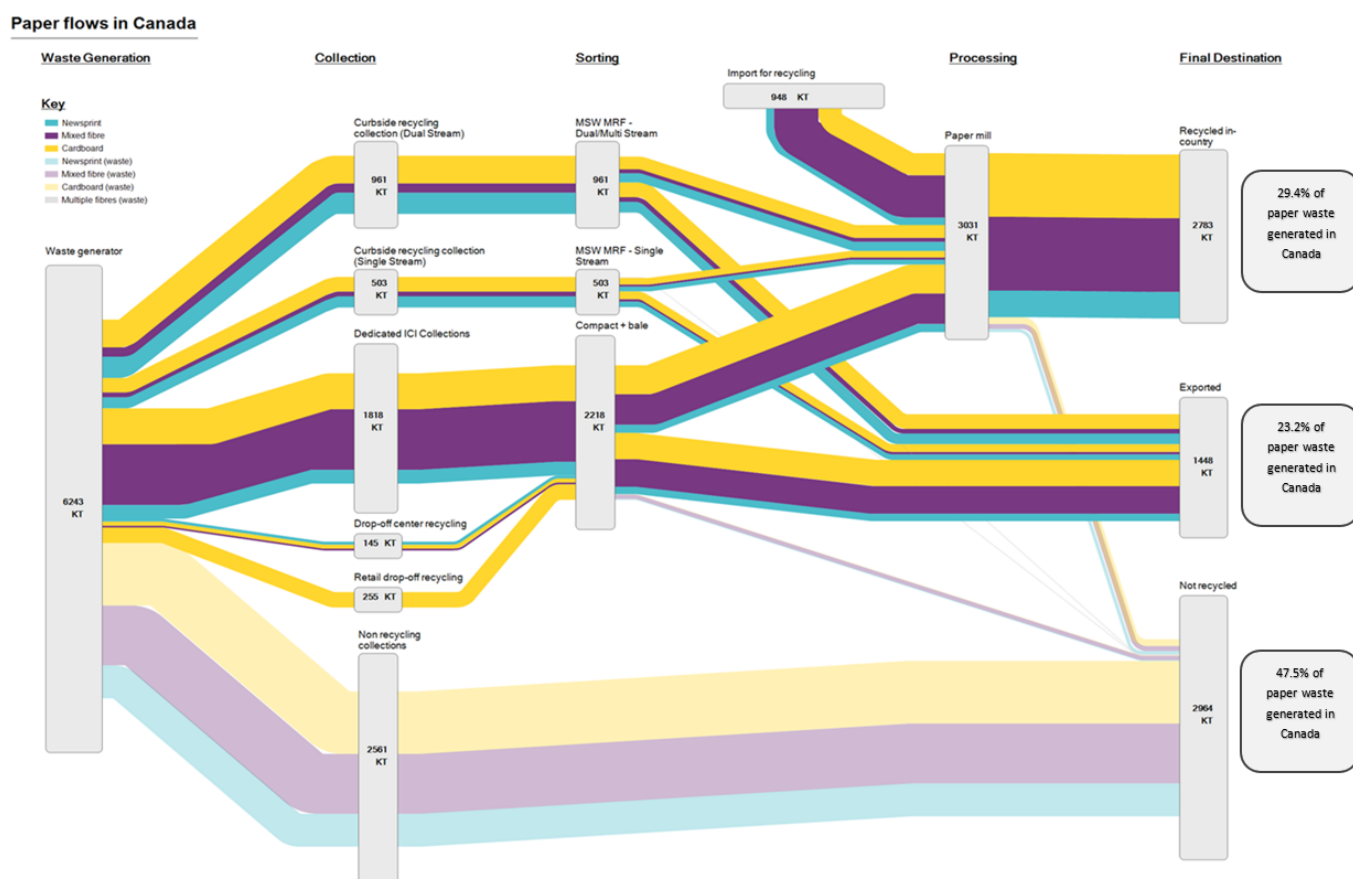 Paper flows in Canada
Waste Generation
Collection
Sorting
Processing
Final Destination
Key
Newsprint
Mixed fibre
Cardboard
Newsprint (waste)
Mixed fibre (waste)
Cardboard (waste)
Multiple fibres (waste)
Waste generator
6243
KT
Curbside recycling
collection (Dual Stream)
961
KT
Curbside recycling collection
(Single Stream)
503
KT
Dedicated ICI Collections
1818
KT
Drop-off center recycling
145 KT
Retail drop-off recycling
255 KT
Non recycling
collections
2561
KT
MSW MRF -
Dual/Multi Stream
961
KT
MSW MRF - Single
Stream
503
KT
Compact + bale
2218
KT
Import for recycling
948 KT
Paper mill
3031
KT
Recycled in-
country
2783
KT
Exported
1448
KT
Not recycled
2964
KT
29.4% of
paper waste
generated in
Canada
23.2% of
paper waste
generated in
Canada
47.5% of
paper waste
generated in
Canada